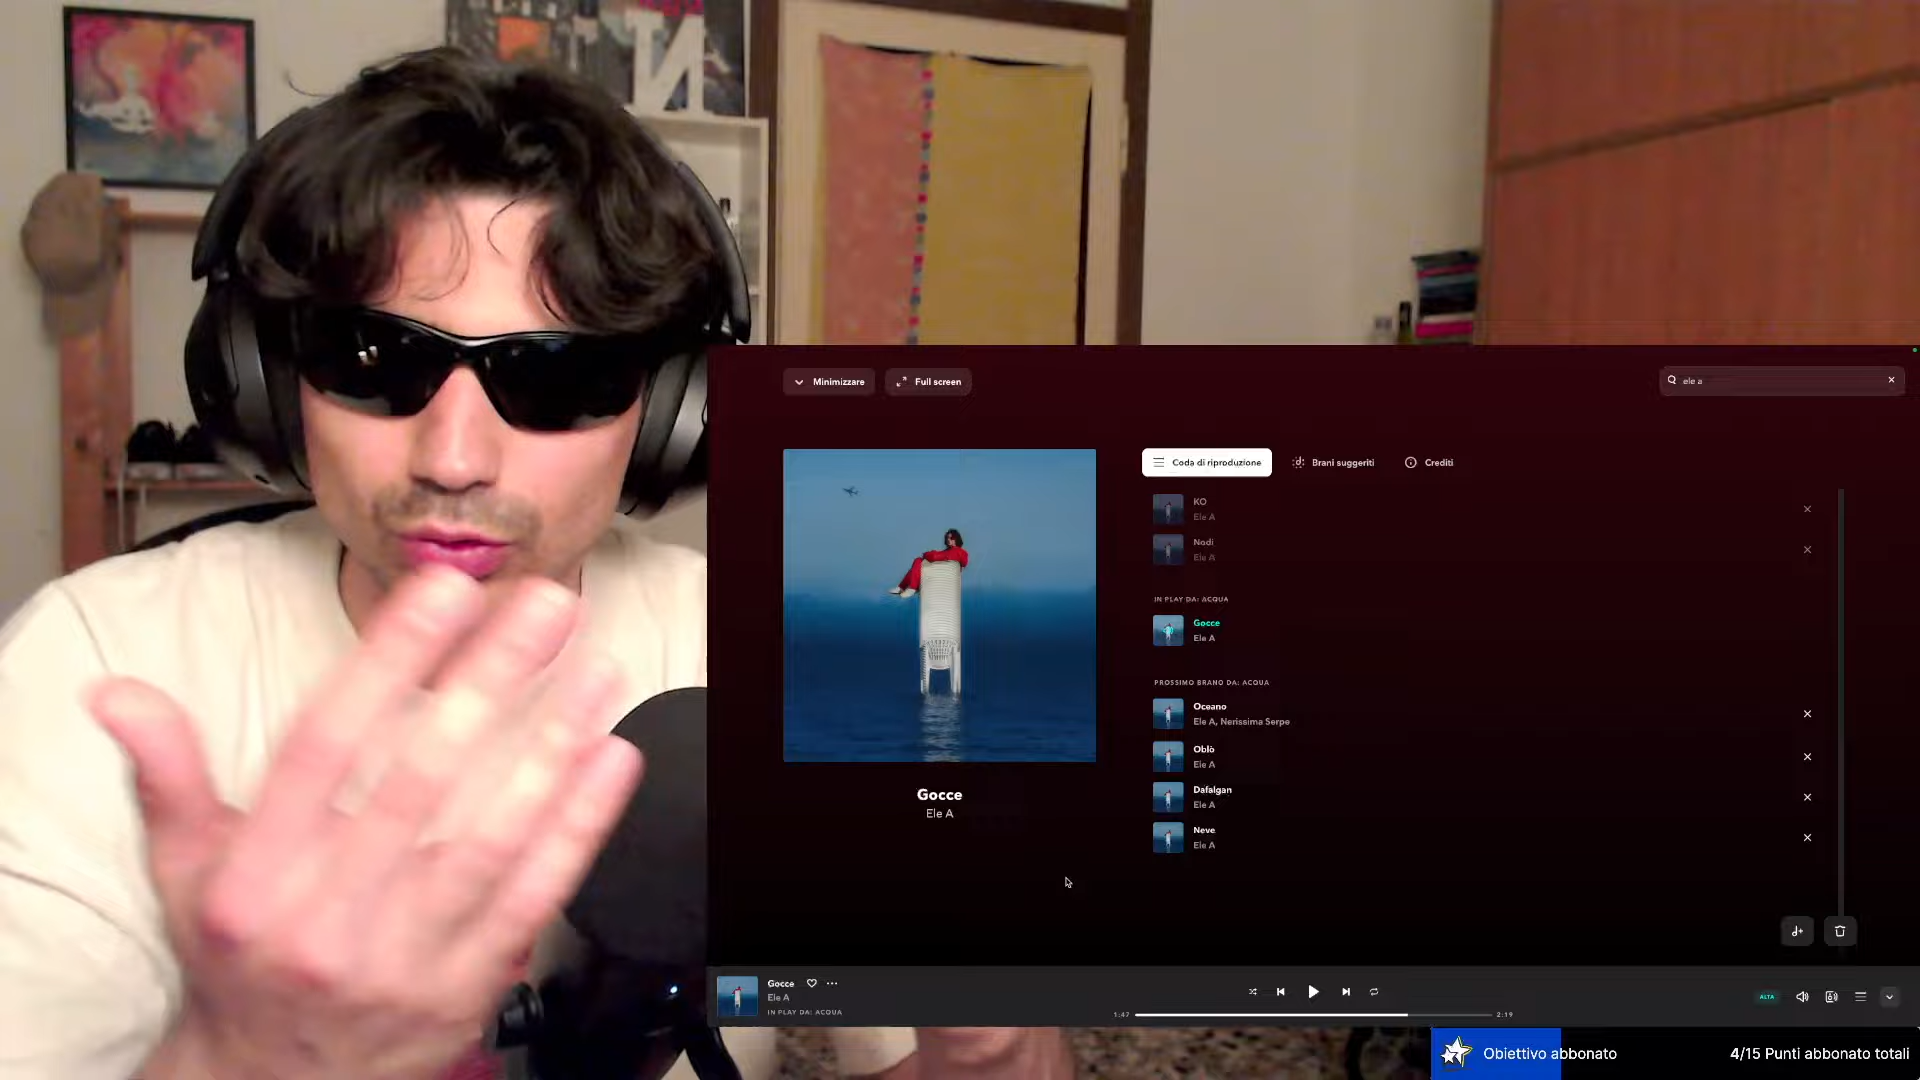 N
Minimizzare
Full screen
ele a
Coda di riproduzione
Brani suggeriti
Crediti
KO
Ele A
Nodi
Ele A
IN PLAY DA: ACQUA
Gocce
Ele A
PROSSIMO BRANO DA: ACQUA
Oceano
Ele A, Nerissima Serpe
Oblò
Ele A
Dafalgan
Ele A
Neve
Ele A
Gocce
Ele A
Gocce
Ele A
IN PLAY DA: ACQUA
1:47
2:19
ALTA
Obiettivo abbonato
4/15 Punti abbonato totali